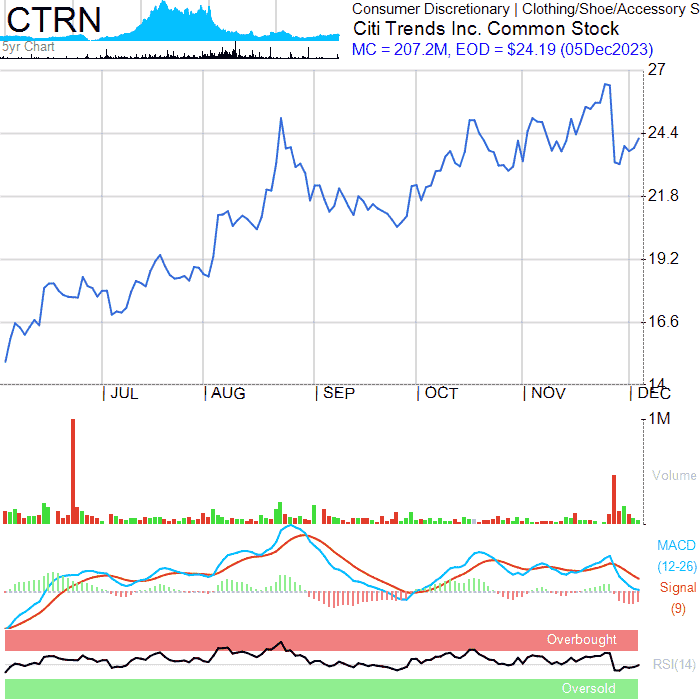 CTRN
5yr Chart
Consumer Discretionary | Clothing/Shoe/Accessory S
Citi Trends Inc. Common Stock
MC = 207.2M, EOD = $24.19 (05Dec2023)
27
24.4
21.8
19.2
16.6
14
JUL
AUG
SEP
OCT
NOV
DEC
1M
Volume
MACD
(12-26)
Signal
(9)
Overbought
RSI(14)
Oversold